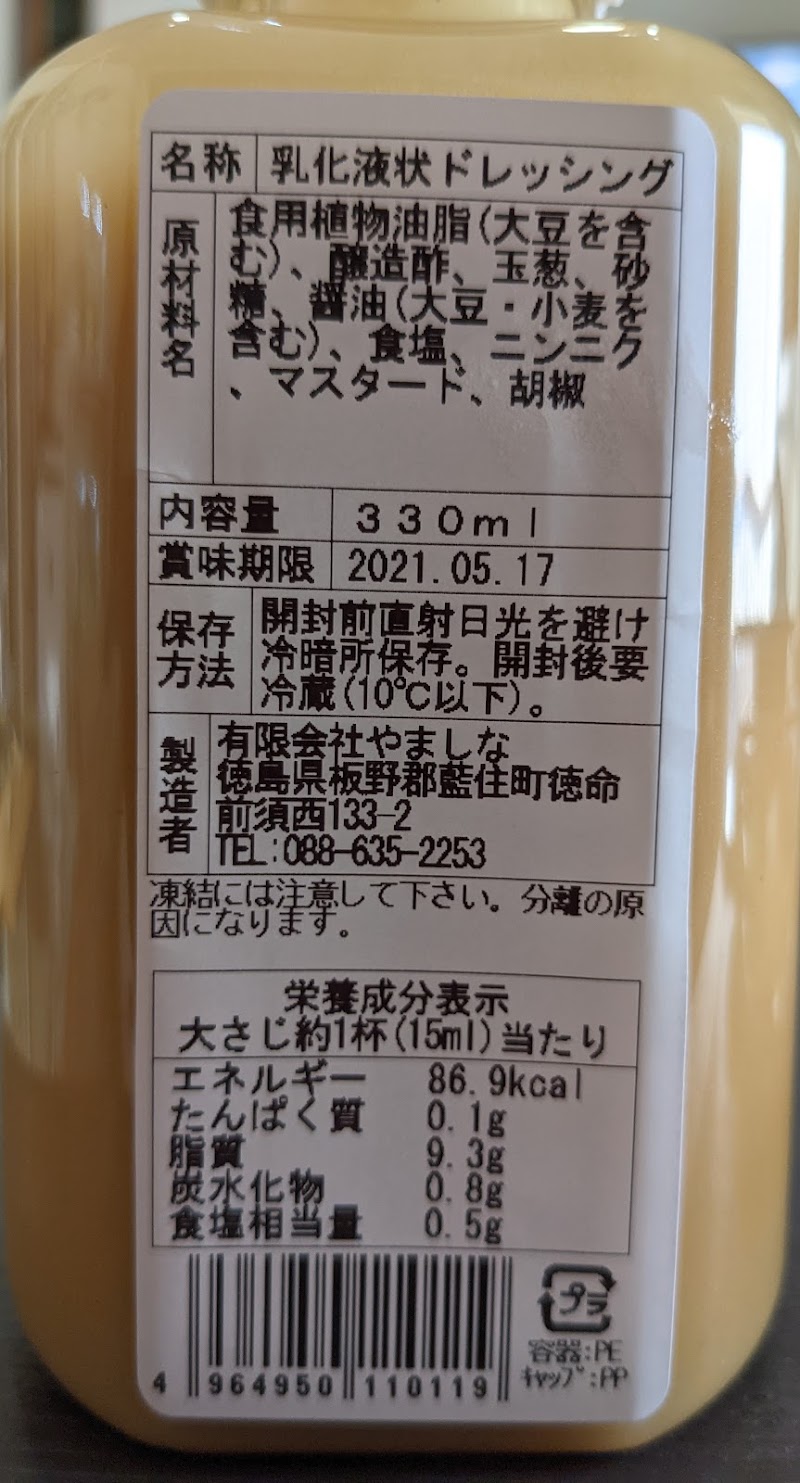 名称 乳化液状ドレッシング
原材料名 食用植物油脂(大豆を含
む)、醸造酢、玉葱、砂
糖、醤油(大豆・小麦を
含む)、食塩、ニンニク
、マスタード、胡椒
内容量 330ml
賞味期限 2021.05.17
保存方法 開封前直射日光を避け
冷暗所保存。開封後要
冷蔵(10℃以下)。
製造者 有限会社やましな
徳島県板野郡藍住町徳命
前須西133-2
TEL:088-635-2253
凍結には注意して下さい。分離の原
因になります。
栄養成分表示
大さじ約1杯(15ml)当たり
エネルギー 86.9kcal
たんぱく質 0.1g
脂質 9.3g
炭水化物 0.8g
食塩相当量 0.5g
プラ
容器:PE
キャップ:PP
4 964950 110119